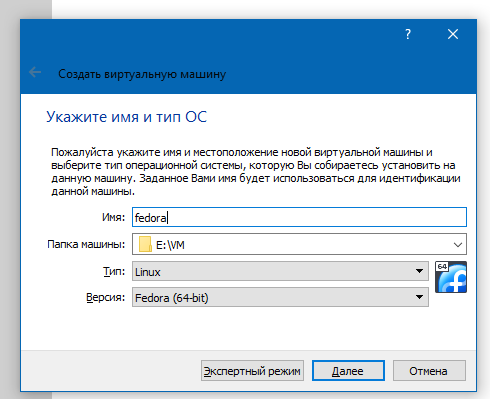 ?
Создать виртуальную машину
Укажите имя и тип ОС
Пожалуйста укажите имя и местоположение новой виртуальной машины и
выберите тип операционной системы, которую Вы собираетесь установить на
данную машину. Заданное Вами имя будет использоваться для идентификации
данной машины.
Имя: fedora
Папка машины: E:\VM
Тип: Linux
64
Версия: Fedora (64-bit)
Экспертный режим Далее Отмена